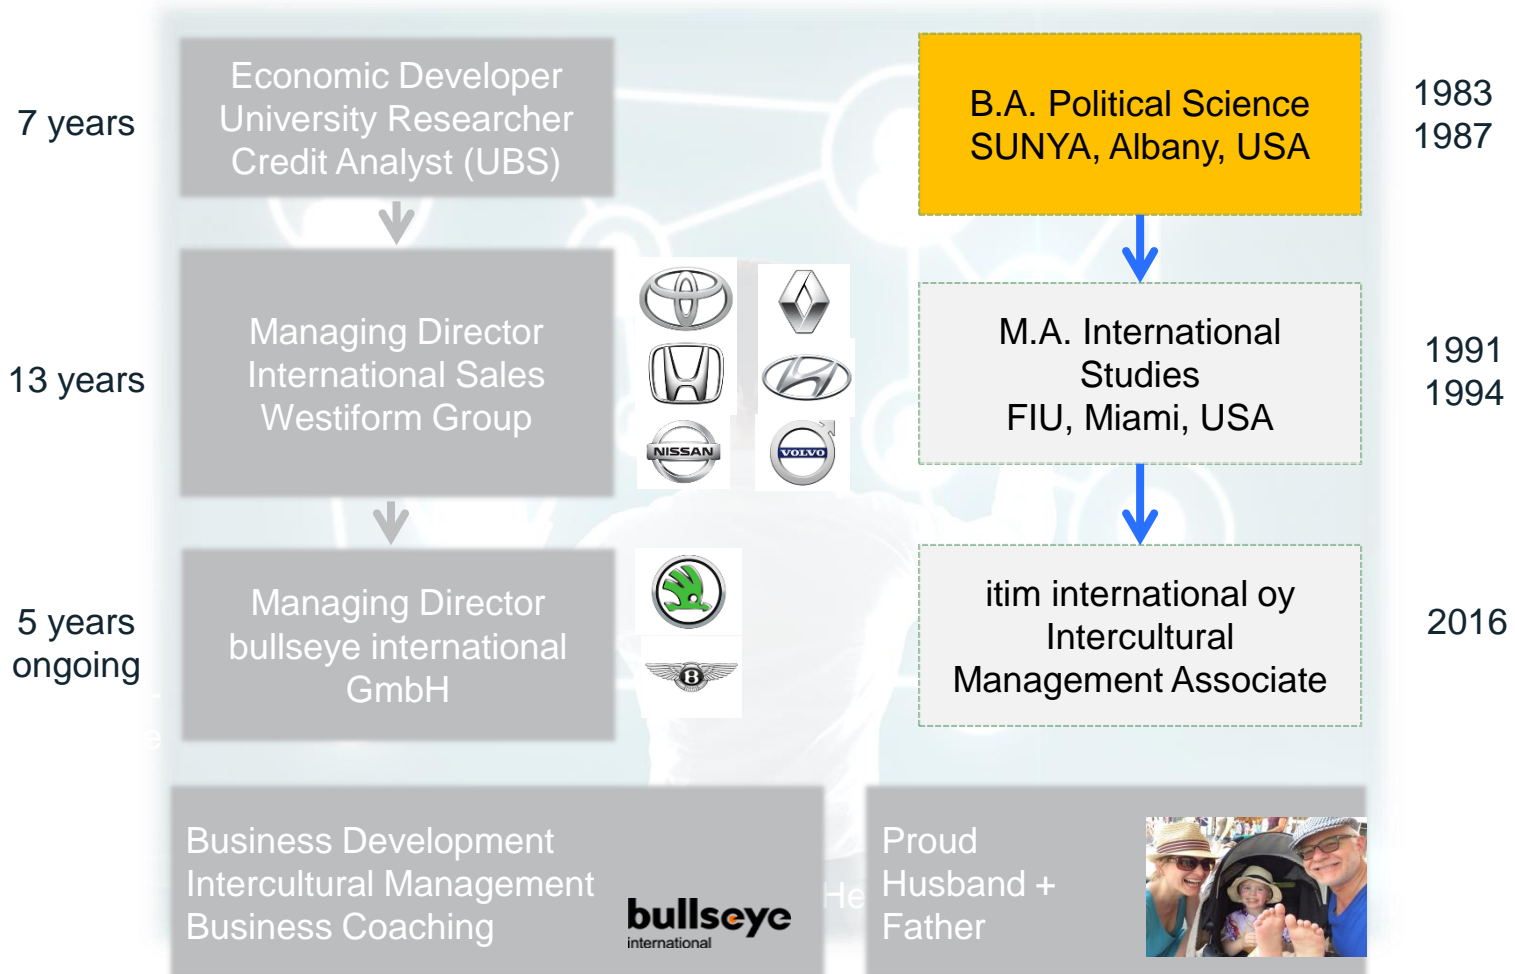 7 years
Economic Developer
University Researcher
Credit Analyst (UBS)
B.A. Political Science
SUNYA, Albany, USA
1983
1987
13 years
Managing Director
International Sales
Westiform Group
NISSAN
VOLVO
M.A. International
Studies
FIU, Miami, USA
1991
1994
5 years
ongoing
Managing Director
bullseye international
GmbH
B
itim international oy
Intercultural
Management Associate
2016
e
Business Development
Intercultural Management
Business Coaching
bullseye
international
He
Proud
Husband +
Father